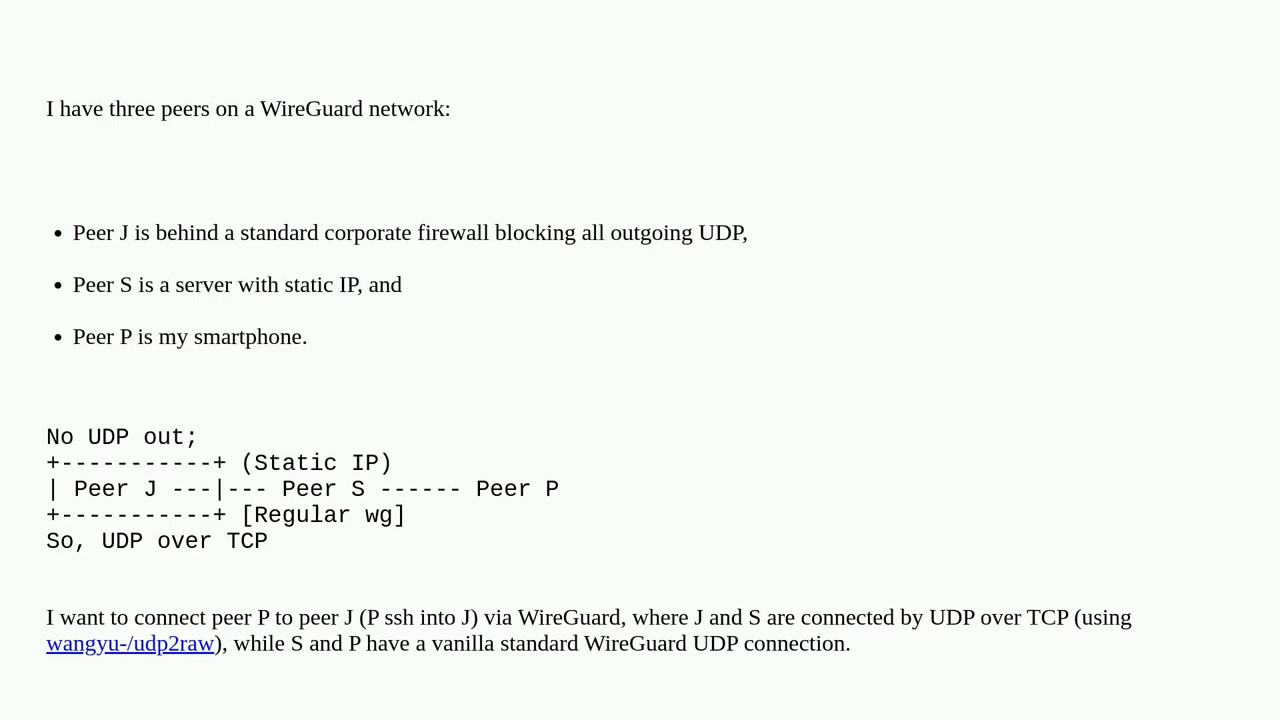 I have three peers on a WireGuard network:
• Peer J is behind a standard corporate firewall blocking all outgoing UDP,
• Peer S is a server with static IP, and
• Peer P is my smartphone.
No UDP out;
+-----------+ (Static IP)
| Peer J ---|--- Peer S ------ Peer P
+-----------+ [Regular wg]
So, UDP over TCP
I want to connect peer P to peer J (P ssh into J) via WireGuard, where J and S are connected by UDP over TCP (using
wangyu-/udp2raw), while S and P have a vanilla standard WireGuard UDP connection.